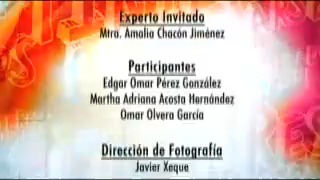 Experto Invitado
Mtra. Amalia Chacón Jiménez
Participantes
Edgar Omar Pérez González
Martha Adriana Acosta Hernández
Omar Olvera García
Dirección de Fotografía
Javier Xeque